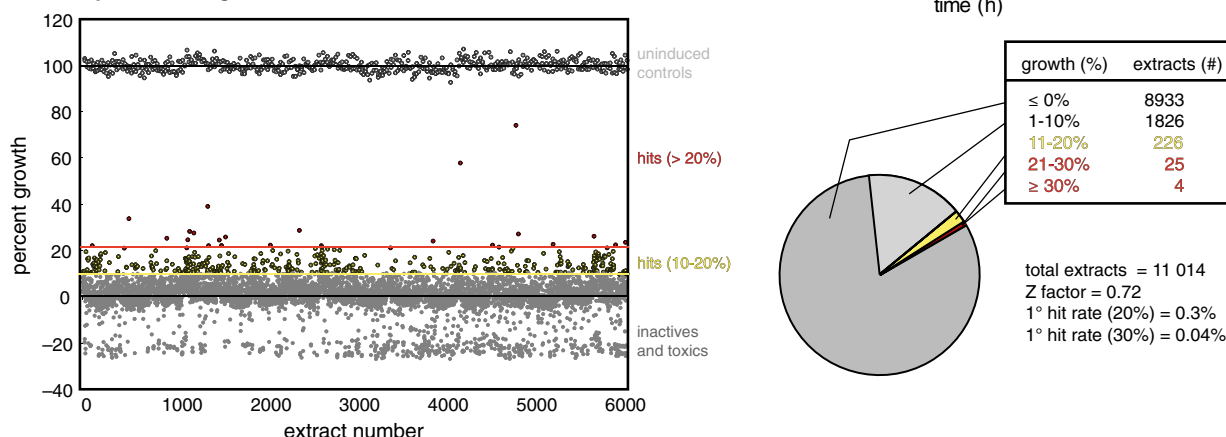 time (h)
120
100
80
60
40
20
0
–20
–40
percent growth
0 1000 2000 3000 4000 5000 6000
extract number
uninduced
controls
hits (> 20%)
hits (10-20%)
inactives
and toxics
growth (%) extracts (#)
≤ 0% 8933
1-10% 1826
11-20% 226
21-30% 25
≥ 30% 4
total extracts = 11 014
Z factor = 0.72
1° hit rate (20%) = 0.3%
1° hit rate (30%) = 0.04%